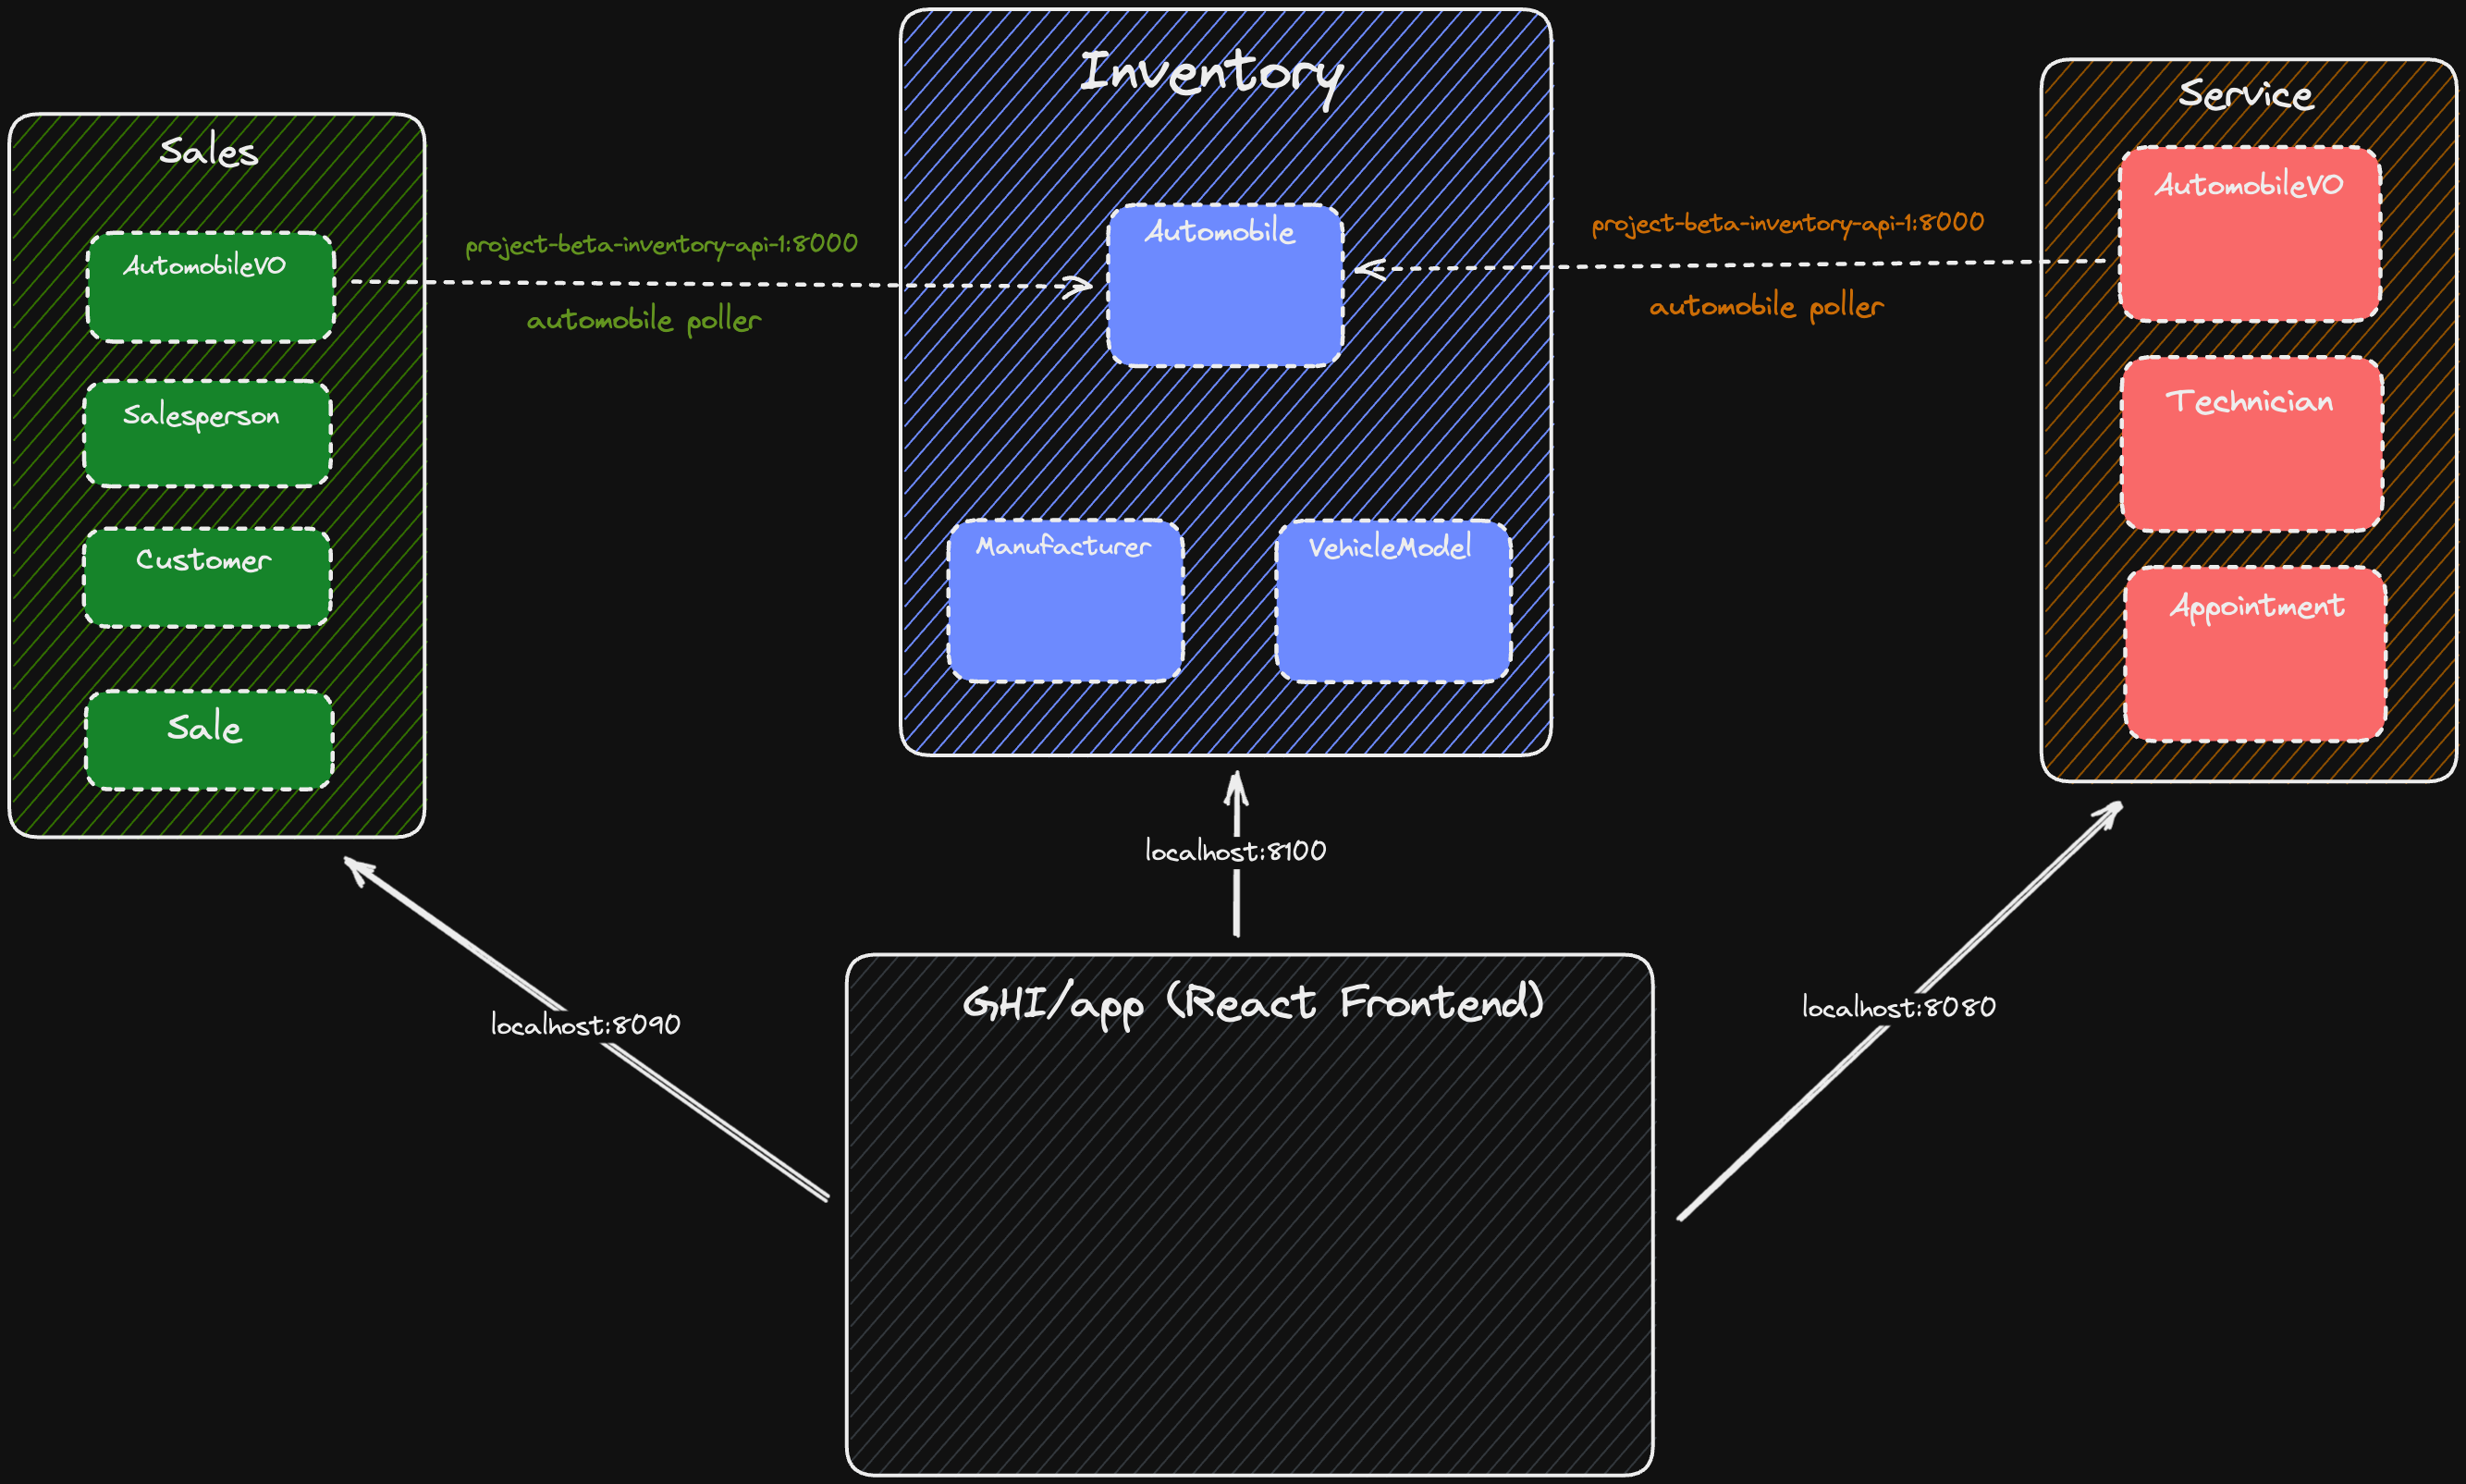 Inventory
Service
Sales
AutomobileVO
Automobile
project-beta-inventory-api-1:8000
project-beta-inventory-api-1:8000
AutomobileVO
automobile poller
automobile poller
Salesperson
Technician
Customer
Manufacturer
VehicleModel
Appointment
Sale
localhost:8100
GHI/app (React Frontend)
localhost:8090
localhost:8080